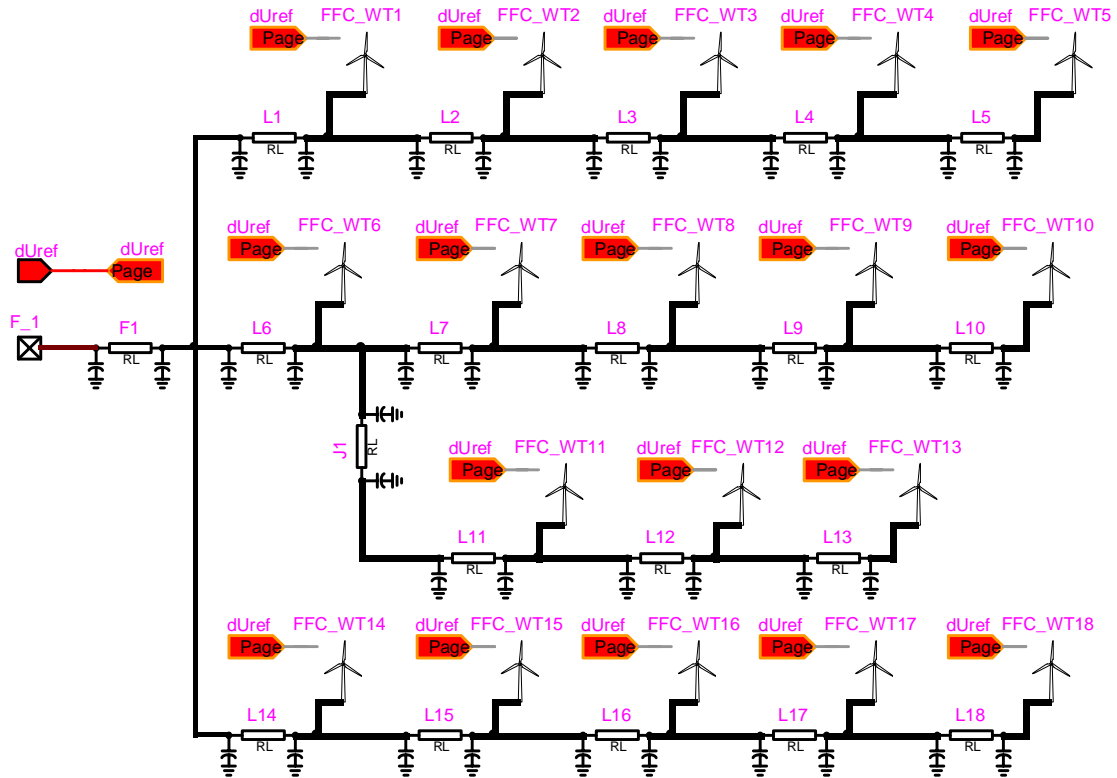 dUref FFC_WT1 dUref FFC_WT2 dUref FFC_WT3 dUref FFC_WT4 dUref FFC_WT5
Page Page Page Page Page
L1 L2 L3 L4 L5
RL RL RL RL RL
dUref FFC_WT6 dUref FFC_WT7 dUref FFC_WT8 dUref FFC_WT9 dUref FFC_WT10
Page Page Page Page Page
dUref dUref
Page
F_1 F1 L6 L7 L8 L9 L10
RL RL RL RL RL RL
J1 RL
dUref FFC_WT11 dUref FFC_WT12 dUref FFC_WT13
Page Page Page
L11 L12 L13
RL RL RL
dUref FFC_WT14 dUref FFC_WT15 dUref FFC_WT16 dUref FFC_WT17 dUref FFC_WT18
Page Page Page Page Page
L14 L15 L16 L17 L18
RL RL RL RL RL